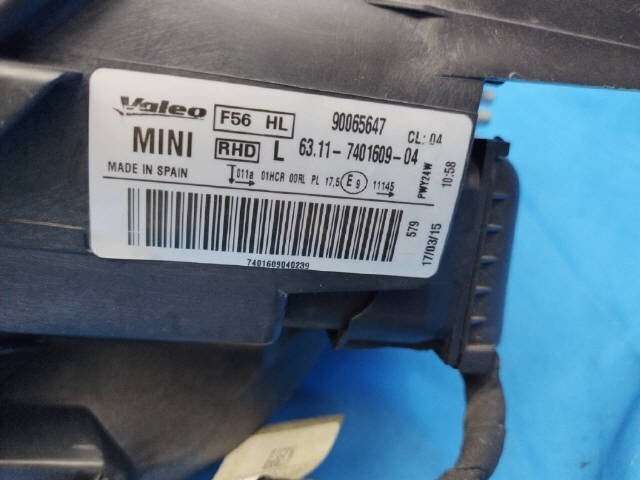 Valeo F56 HL 90065647 CL: 04
MINI RHD L 63.11-7401609-04
MADE IN SPAIN 011a 01HCR 00RL PL 17,5 E9 11145
PWY24W 10:58
579 17/03/15
7401609040239